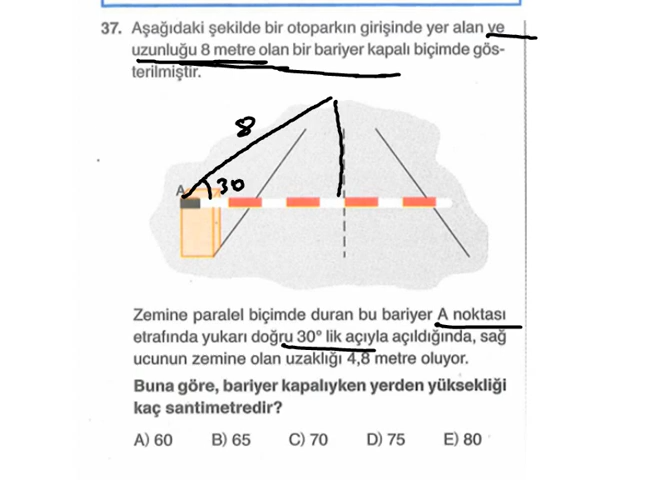 37. Aşağıdaki şekilde bir otoparkın girişinde yer alan ve
uzunluğu 8 metre olan bir bariyer kapalı biçimde gös-
terilmiştir.
8
A
30
Zemine paralel biçimde duran bu bariyer A noktası
etrafında yukarı doğru 30° lik açıyla açıldığında, sağ
ucunun zemine olan uzaklığı 4,8 metre oluyor.
Buna göre, bariyer kapalıyken yerden yüksekliği
kaç santimetredir?
A) 60 B) 65 C) 70 D) 75 E) 80